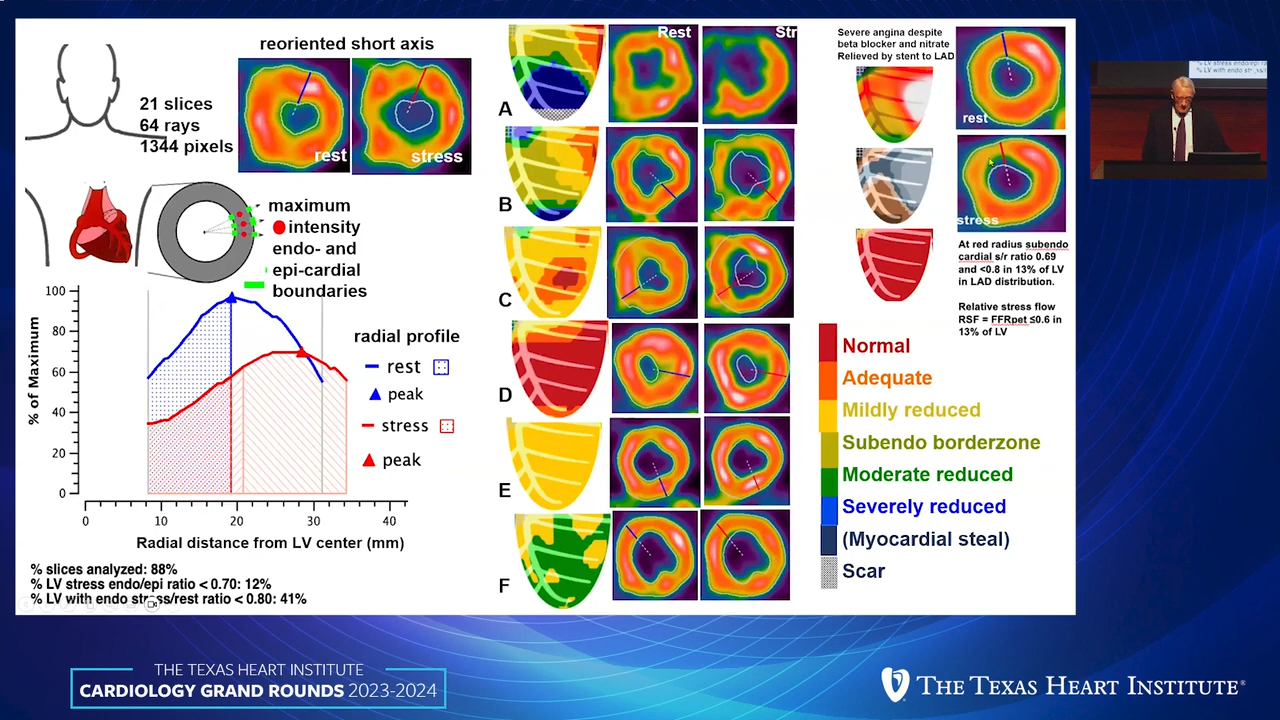 reoriented short axis
21 slices
64 rays
1344 pixels
rest
stress
maximum
intensity
endo- and
epi-cardial
boundaries
100
80
60
40
20
0
% of Maximum
0
10
20
30
40
Radial distance from LV center (mm)
radial profile
rest
peak
stress
peak
% slices analyzed: 88%
% LV stress endo/epi ratio < 0.70: 12%
% LV with endo stress/rest ratio < 0.80: 41%
Rest
Str
A
B
C
D
E
F
Severe angina despite
beta blocker and nitrate
Relieved by stent to LAD
rest
stress
At red radius subendo
cardial s/r ratio 0.69
and <0.8 in 13% of LV
in LAD distribution.
Relative stress flow
RSF = FFRpet ≤0.6 in
13% of LV
Normal
Adequate
Mildly reduced
Subendo borderzone
Moderate reduced
Severely reduced
(Myocardial steal)
Scar
THE TEXAS HEART INSTITUTE
CARDIOLOGY GRAND ROUNDS 2023-2024
THE TEXAS HEART INSTITUTE®